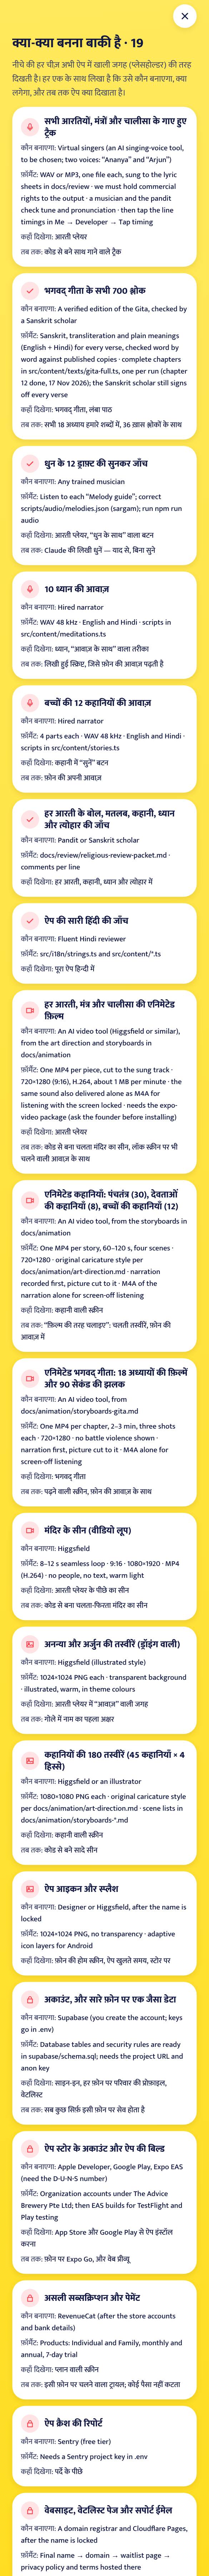 क्या-क्या बनना बाकी है · 19
नीचे की हर चीज़ अभी ऐप में खाली जगह (प्लेसहोल्डर) की तरह
दिखती है। हर एक के साथ लिखा है कि उसे कौन बनाएगा, क्या
लगेगा, और तब तक ऐप क्या दिखाता है।
सभी आरतियों, मंत्रों और चालीसा के गाए हुए
ट्रैक
कौन बनाएगा: Virtual singers (an AI singing-voice tool,
to be chosen; two voices: “Ananya” and “Arjun”)
फ़ॉर्मैट: WAV or MP3, one file each, sung to the lyric
sheets in docs/review · we must hold commercial
rights to the output · a musician and the pandit
check tune and pronunciation · then tap the line
timings in Me → Developer → Tap timing
कहाँ दिखेगा: आरती प्लेयर
तब तक: कोड से बने साथ गाने वाले ट्रैक
भगवद् गीता के सभी 700 श्लोक
कौन बनाएगा: A verified edition of the Gita, checked by
a Sanskrit scholar
फ़ॉर्मैट: Sanskrit, transliteration and plain meanings
(English + Hindi) for every verse, checked word by
word against published copies · complete chapters
in src/content/texts/gita-full.ts, one per run (chapter
12 done, 17 Nov 2026); the Sanskrit scholar still signs
off every verse
कहाँ दिखेगा: भगवद् गीता, लंबा पाठ
तब तक: सभी 18 अध्याय हमारे शब्दों में, 36 ख़ास श्लोकों के साथ
धुन के 12 ड्राफ़्ट की सुनकर जाँच
कौन बनाएगा: Any trained musician
फ़ॉर्मैट: Listen to each “Melody guide”; correct
scripts/audio/melodies.json (sargam); run npm run
audio
कहाँ दिखेगा: आरती प्लेयर, “धुन के साथ” वाला बटन
तब तक: Claude की लिखी धुनें — याद से, बिना सुने
10 ध्यान की आवाज़
कौन बनाएगा: Hired narrator
फ़ॉर्मैट: WAV 48 kHz · English and Hindi · scripts in
src/content/meditations.ts
कहाँ दिखेगा: ध्यान, “आवाज़ के साथ” वाला तरीका
तब तक: लिखी हुई स्क्रिप्ट, जिसे फ़ोन की आवाज़ पढ़ती है
बच्चों की 12 कहानियों की आवाज़
कौन बनाएगा: Hired narrator
फ़ॉर्मैट: 4 parts each · WAV 48 kHz · English and Hindi ·
scripts in src/content/stories.ts
कहाँ दिखेगा: कहानी में “सुनें” बटन
तब तक: फ़ोन की अपनी आवाज़
हर आरती के बोल, मतलब, कहानी, ध्यान
और त्योहार की जाँच
कौन बनाएगा: Pandit or Sanskrit scholar
फ़ॉर्मैट: docs/review/religious-review-packet.md ·
comments per line
कहाँ दिखेगा: हर आरती, कहानी, ध्यान और त्योहार में
ऐप की सारी हिंदी की जाँच
कौन बनाएगा: Fluent Hindi reviewer
फ़ॉर्मैट: src/i18n/strings.ts and src/content/*.ts
कहाँ दिखेगा: पूरा ऐप हिन्दी में
हर आरती, मंत्र और चालीसा की एनिमेटेड
फ़िल्म
कौन बनाएगा: An AI video tool (Higgsfield or similar),
from the art direction and storyboards in
docs/animation
फ़ॉर्मैट: One MP4 per piece, cut to the sung track ·
720×1280 (9:16), H.264, about 1 MB per minute · the
same sound also delivered alone as M4A for
listening with the screen locked · needs the expo-
video package (ask the founder before installing)
कहाँ दिखेगा: आरती प्लेयर
तब तक: कोड से बना चलता मंदिर का सीन, लॉक स्क्रीन पर भी
चलने वाली आवाज़ के साथ
एनिमेटेड कहानियाँ: पंचतंत्र (30), देवताओं
की कहानियाँ (8), बच्चों की कहानियाँ (12)
कौन बनाएगा: An AI video tool, from the storyboards in
docs/animation
फ़ॉर्मैट: One MP4 per story, 60–120 s, four scenes ·
720×1280 · original caricature style per
docs/animation/art-direction.md · narration
recorded first, picture cut to it · M4A of the
narration alone for screen-off listening
कहाँ दिखेगा: कहानी वाली स्क्रीन
तब तक: “फ़िल्म की तरह चलाइए”: चलती तस्वीरें, फ़ोन की
आवाज़ में
एनिमेटेड भगवद् गीता: 18 अध्यायों की फ़िल्में
और 90 सेकंड की झलक
कौन बनाएगा: An AI video tool, from
docs/animation/storyboards-gita.md
फ़ॉर्मैट: One MP4 per chapter, 2–3 min, three shots
each · 720×1280 · no battle violence shown ·
narration first, picture cut to it · M4A alone for
screen-off listening
कहाँ दिखेगा: भगवद् गीता
तब तक: पढ़ने वाली स्क्रीन, फ़ोन की आवाज़ के साथ
मंदिर के सीन (वीडियो लूप)
कौन बनाएगा: Higgsfield
फ़ॉर्मैट: 8–12 s seamless loop · 9:16 · 1080×1920 · MP4
(H.264) · no people, no text, warm light
कहाँ दिखेगा: आरती प्लेयर के पीछे का सीन
तब तक: कोड से बना चलता-फिरता मंदिर का सीन
अनन्या और अर्जुन की तस्वीरें (ड्रॉइंग वाली)
कौन बनाएगा: Higgsfield (illustrated style)
फ़ॉर्मैट: 1024×1024 PNG each · transparent background
· illustrated, warm, in theme colours
कहाँ दिखेगा: आरती प्लेयर में “आवाज़” वाली जगह
तब तक: गोले में नाम का पहला अक्षर
कहानियों की 180 तस्वीरें (45 कहानियाँ × 4
हिस्से)
कौन बनाएगा: Higgsfield or an illustrator
फ़ॉर्मैट: 1080×1080 PNG each · original caricature style
per docs/animation/art-direction.md · scene lists in
docs/animation/storyboards-*.md
कहाँ दिखेगा: कहानी वाली स्क्रीन
तब तक: कोड से बने सादे सीन
ऐप आइकन और स्प्लैश
कौन बनाएगा: Designer or Higgsfield, after the name is
locked
फ़ॉर्मैट: 1024×1024 PNG, no transparency · adaptive
icon layers for Android
कहाँ दिखेगा: फ़ोन की होम स्क्रीन, ऐप खुलते समय, स्टोर पर
अकाउंट, और सारे फ़ोन पर एक जैसा डेटा
कौन बनाएगा: Supabase (you create the account; keys
go in .env)
फ़ॉर्मैट: Database tables and security rules are ready
in supabase/schema.sql; needs the project URL and
anon key
कहाँ दिखेगा: साइन-इन, हर फ़ोन पर परिवार की प्रोफ़ाइल,
वेटलिस्ट
तब तक: सब कुछ सिर्फ़ इसी फ़ोन पर सेव होता है
ऐप स्टोर के अकाउंट और ऐप की बिल्ड
कौन बनाएगा: Apple Developer, Google Play, Expo EAS
(need the D-U-N-S number)
फ़ॉर्मैट: Organization accounts under The Advice
Brewery Pte Ltd; then EAS builds for TestFlight and
Play testing
कहाँ दिखेगा: App Store और Google Play से ऐप इंस्टॉल
करना
तब तक: फ़ोन पर Expo Go, और वेब प्रीव्यू
असली सब्सक्रिप्शन और पेमेंट
कौन बनाएगा: RevenueCat (after the store accounts
and bank details)
फ़ॉर्मैट: Products: Individual and Family, monthly and
annual, 7-day trial
कहाँ दिखेगा: प्लान वाली स्क्रीन
तब तक: इसी फ़ोन पर चलने वाला ट्रायल; कोई पैसा नहीं कटता
ऐप क्रैश की रिपोर्ट
कौन बनाएगा: Sentry (free tier)
फ़ॉर्मैट: Needs a Sentry project key in .env
कहाँ दिखेगा: पर्दे के पीछे
वेबसाइट, वेटलिस्ट पेज और सपोर्ट ईमेल
कौन बनाएगा: A domain registrar and Cloudflare Pages,
after the name is locked
फ़ॉर्मैट: Final name → domain → waitlist page →
privacy policy and terms hosted there